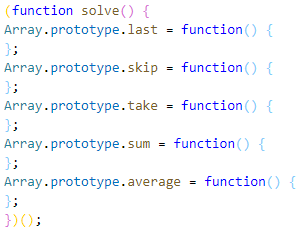 (function solve() {
Array.prototype.last = function() {
};
Array.prototype.skip = function() {
};
Array.prototype.take = function() {
};
Array.prototype.sum = function() {
};
Array.prototype.average = function() {
};
})();